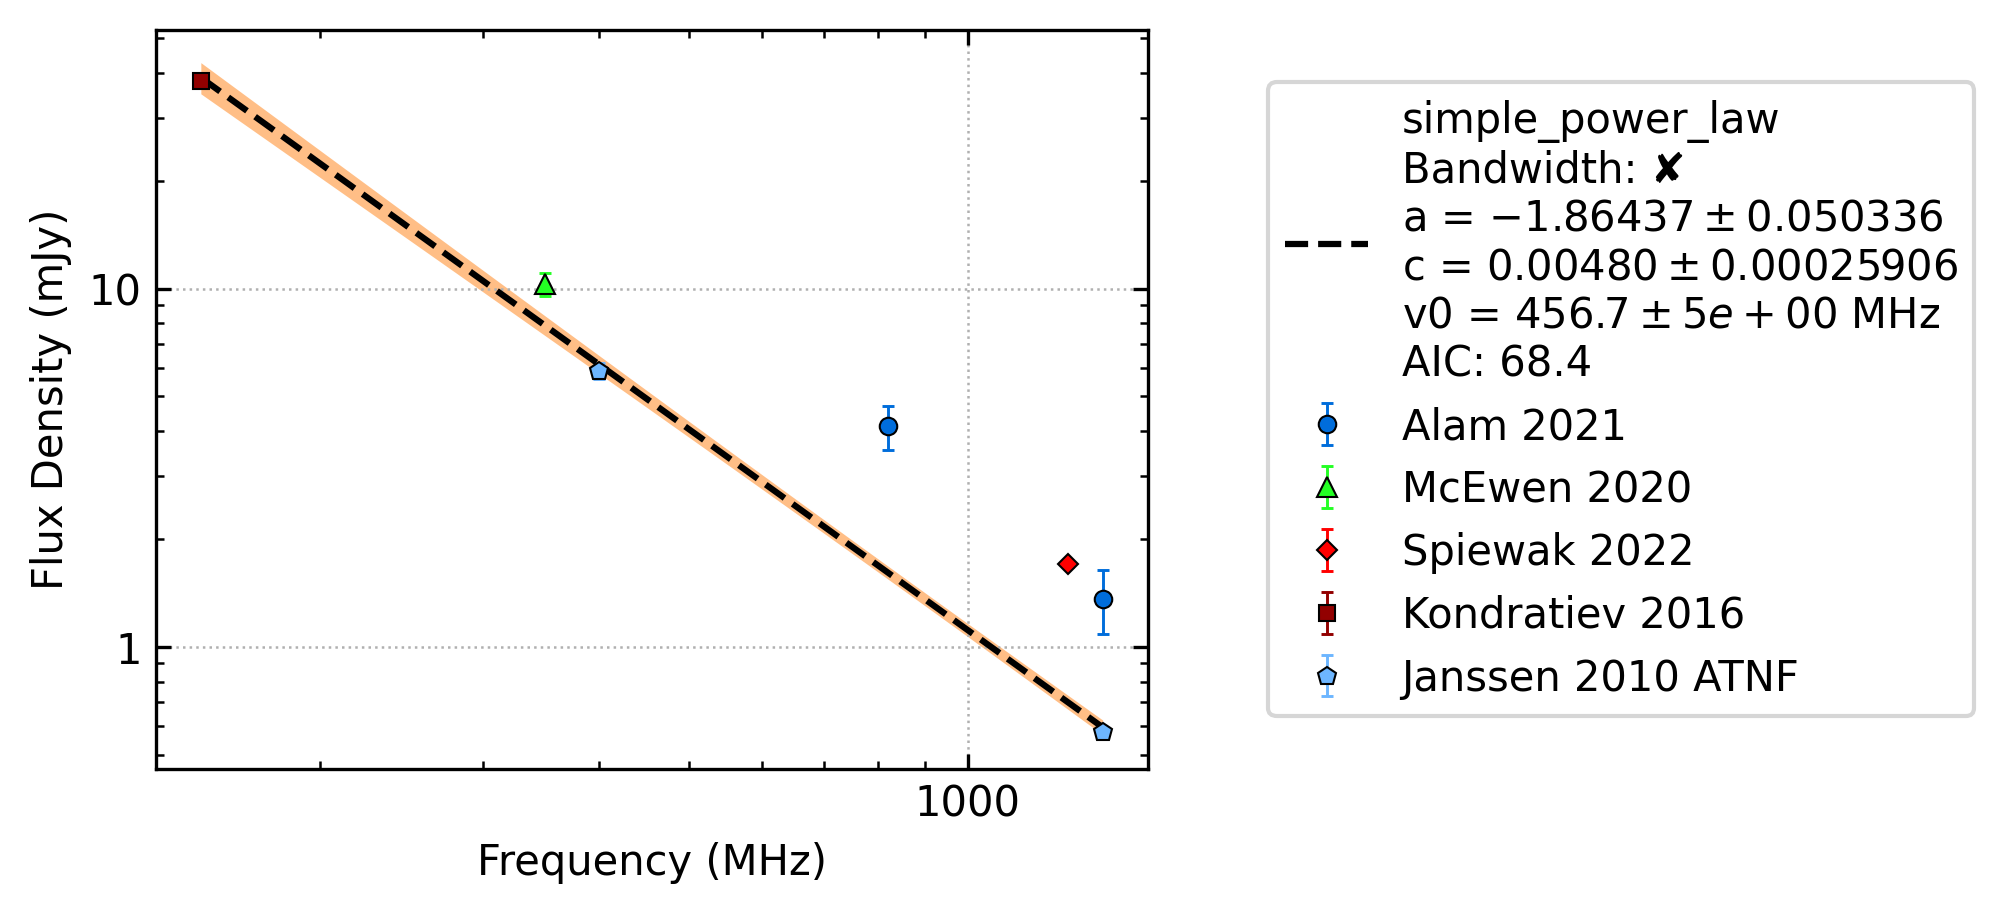 Flux Density (mJy)
10
1
1000
Frequency (MHz)
simple_power_law
Bandwidth: ✘
a = −1.86437 ± 0.050336
c = 0.00480 ± 0.00025906
v0 = 456.7 ± 5e + 00 MHz
AIC: 68.4
Alam 2021
McEwen 2020
Spiewak 2022
Kondratiev 2016
Janssen 2010 ATNF